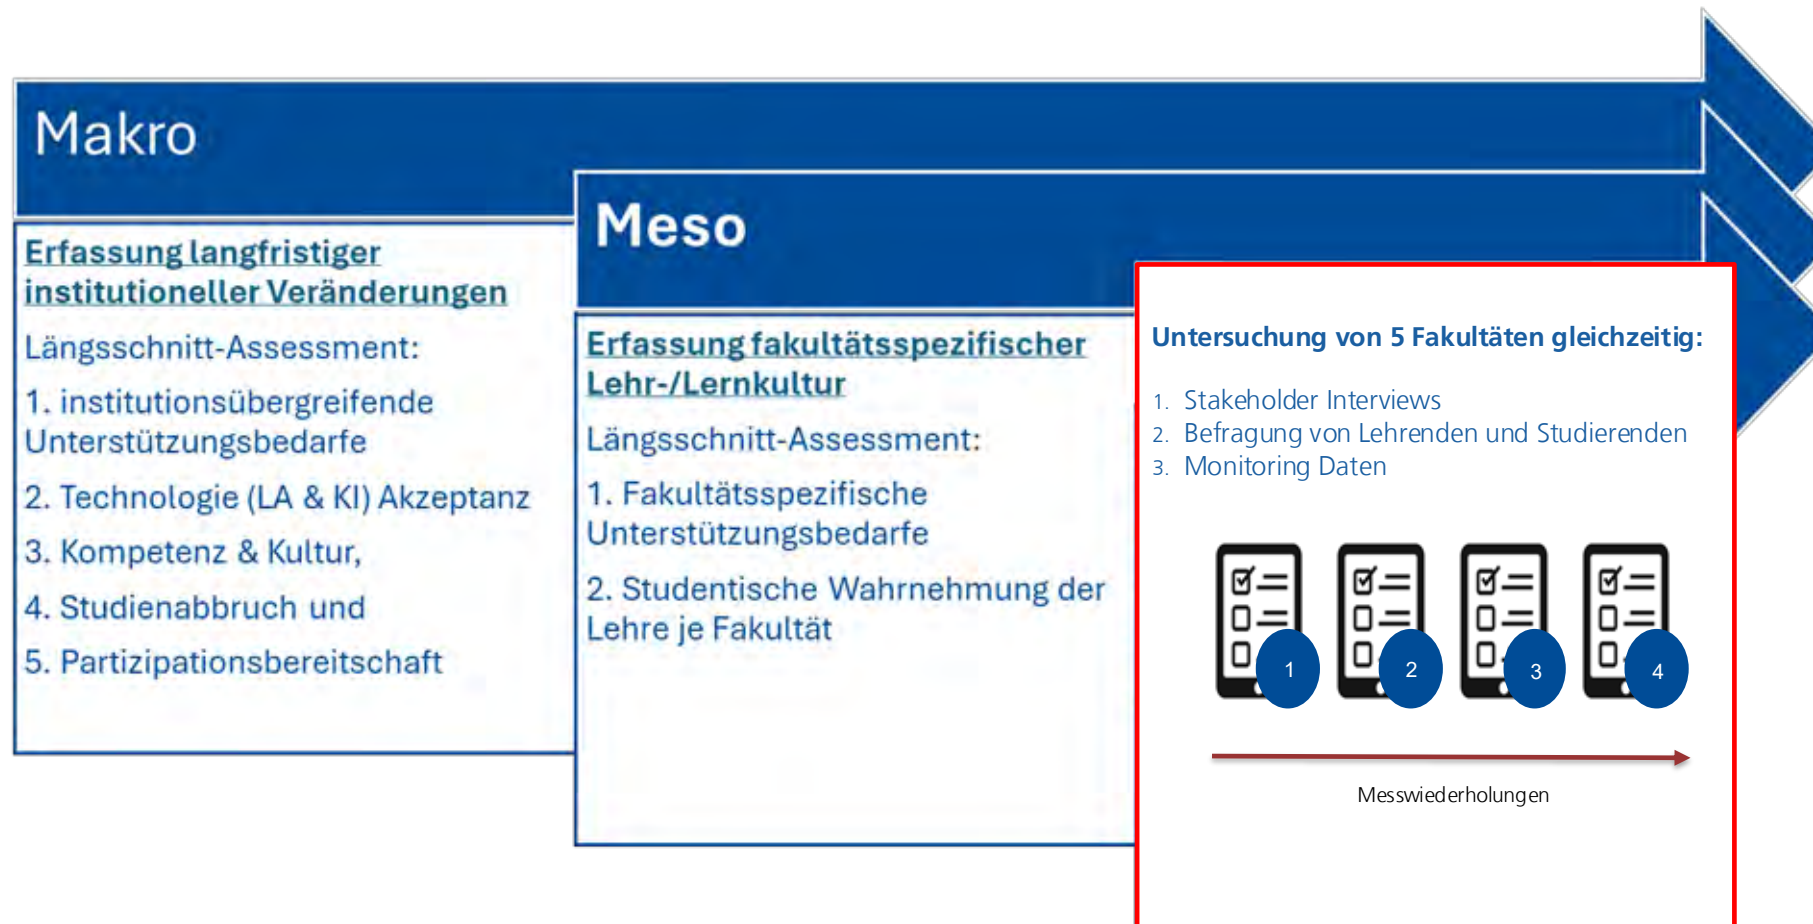 Makro
Erfassung langfristiger
institutioneller Veränderungen
Längsschnitt-Assessment:
1. institutionsübergreifende
Unterstützungsbedarfe
2. Technologie (LA & KI) Akzeptanz
3. Kompetenz & Kultur,
4. Studienabbruch und
5. Partizipationsbereitschaft
Meso
Erfassung fakultätsspezifischer
Lehr-/Lernkultur
Längsschnitt-Assessment:
1. Fakultätsspezifische
Unterstützungsbedarfe
2. Studentische Wahrnehmung der
Lehre je Fakultät
Untersuchung von 5 Fakultäten gleichzeitig:
1. Stakeholder Interviews
2. Befragung von Lehrenden und Studierenden
3. Monitoring Daten
1 2 3 4
Messwiederholungen